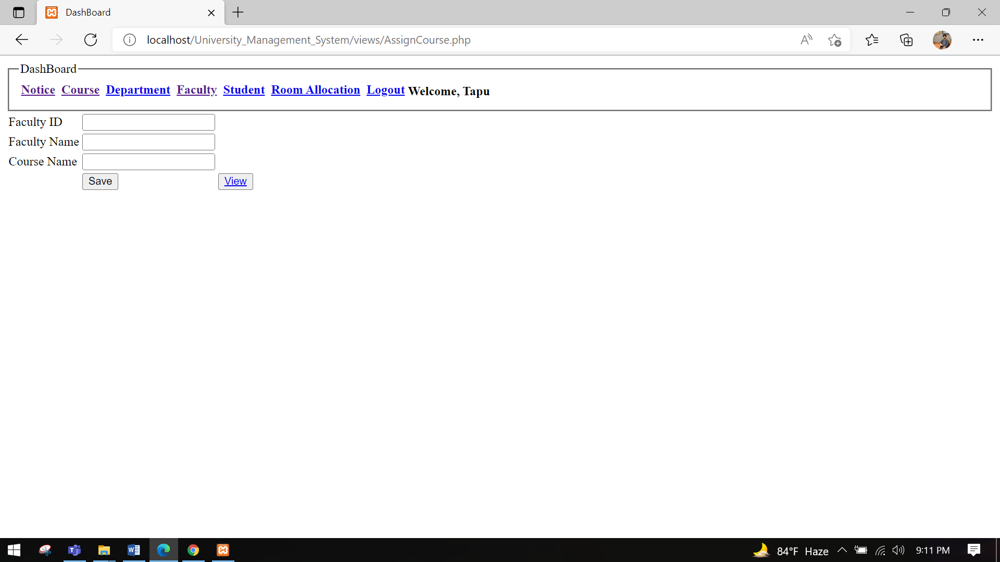 DashBoard
localhost/University_Management_System/views/AssignCourse.php
DashBoard
Notice Course Department Faculty Student Room Allocation Logout Welcome, Tapu
Faculty ID
Faculty Name
Course Name
Save View
84°F Haze 9:11 PM